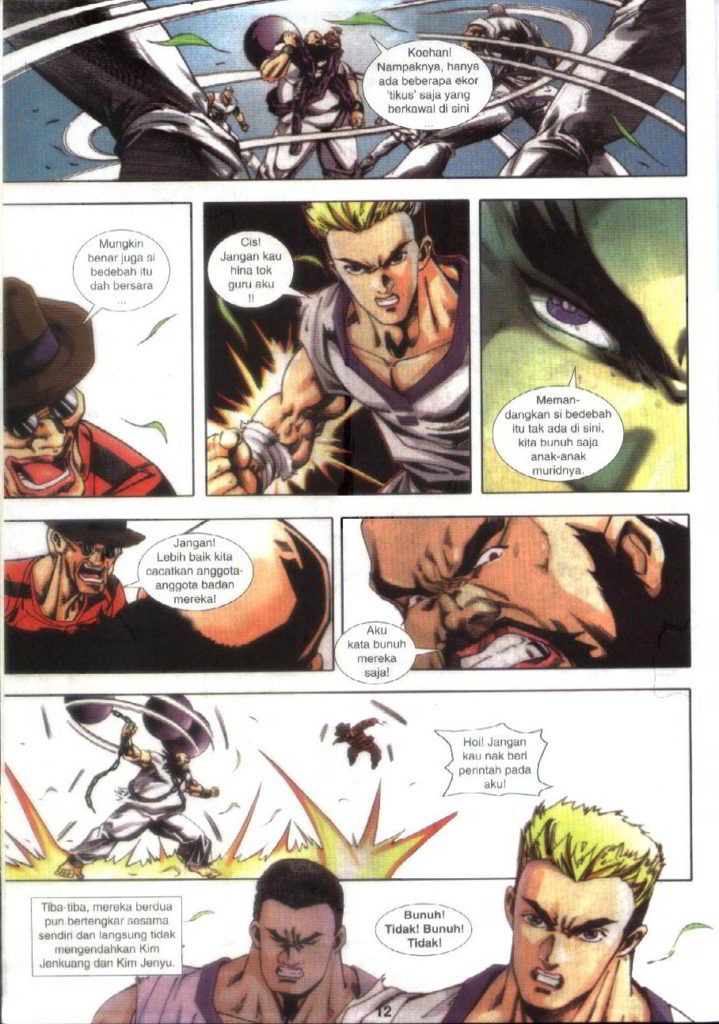 Koehan!
Nampaknya, hanya
ada beberapa ekor
'tikus' saja yang
berkawal di sini
...
Mungkin
benar juga si
bedebah itu
dah bersara
...
Cis!
Jangan kau
hina tok
guru aku
!!
Meman-
dangkan si bedebah
itu tak ada di sini,
kita bunuh saja
anak-anak
muridnya.
Jangan!
Lebih baik kita
cacatkan anggota-
anggota badan
mereka!
Aku
kata bunuh
mereka
saja!
Hoi! Jangan
kau nak beri
perintah pada
aku!
Tiba-tiba, mereka berdua
pun bertengkar sesama
sendiri dan langsung tidak
mengendahkan Kim
Jenkuang dan Kim Jenyu.
Bunuh!
Tidak! Bunuh!
Tidak!
12